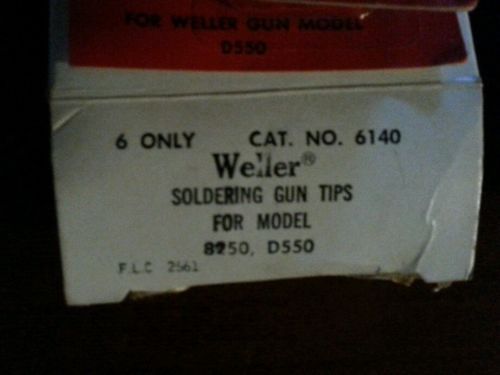 FOR WELLER GUN MODEL
D550
6 ONLY CAT. NO. 6140
Weller®
SOLDERING GUN TIPS
FOR MODEL
8250, D550
F.L.C 2561